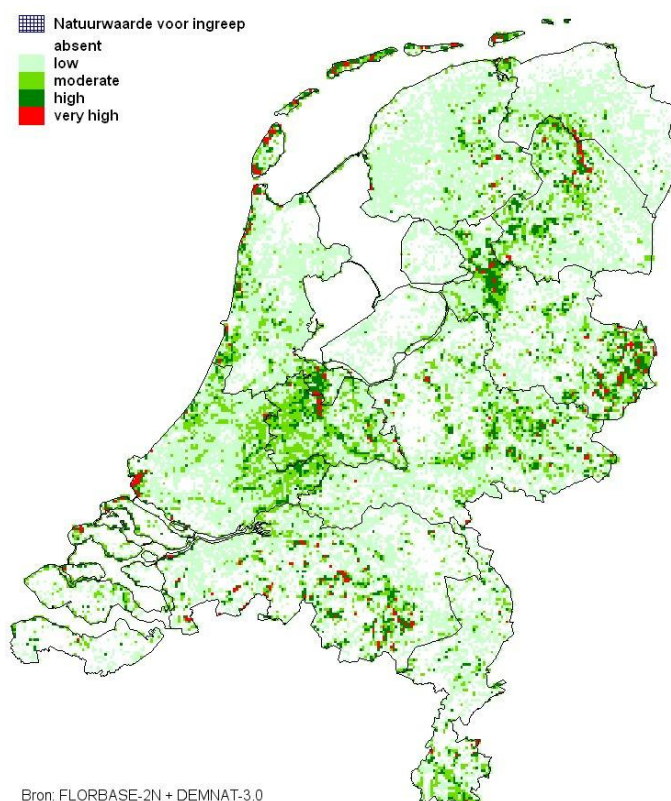 Natuurwaarde voor ingreep
absent
low
moderate
high
very high
Bron: FLORBASE-2N + DEMNAT-3.0